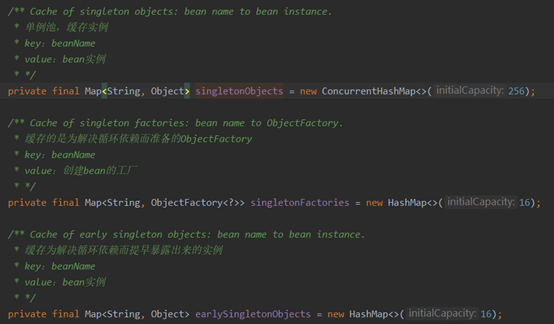 /** Cache of singleton objects: bean name to bean instance.
* 单例池，缓存实例
* key：beanName
* value：bean实例
* */
private final Map<String, Object> singletonObjects = new ConcurrentHashMap<>( initialCapacity: 256);
/** Cache of singleton factories: bean name to ObjectFactory.
* 缓存的是为解决循环依赖而准备的ObjectFactory
* key：beanName
* value：创建bean的工厂
* */
private final Map<String, ObjectFactory<?>> singletonFactories = new HashMap<>( initialCapacity: 16);
/** Cache of early singleton objects: bean name to bean instance.
* 缓存为解决循环依赖而提早暴露出来的实例
* key：beanName
* value：bean实例
* */
private final Map<String, Object> earlySingletonObjects = new HashMap<>( initialCapacity: 16);